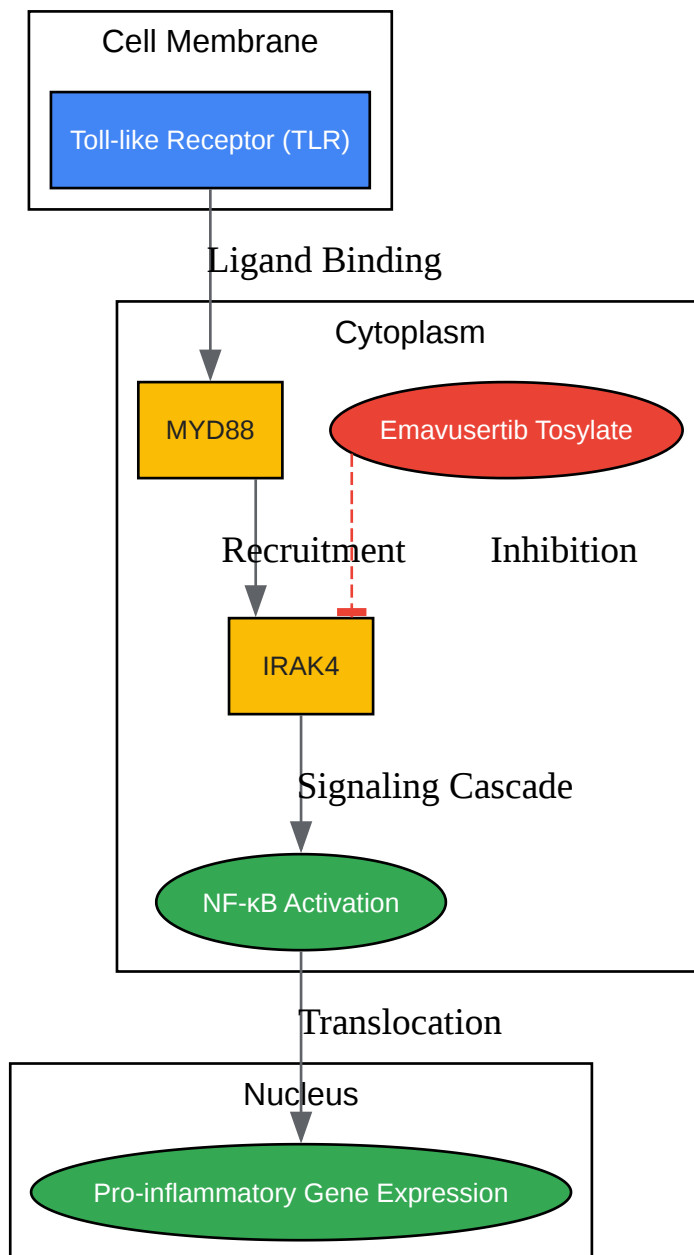 Cell Membrane
Toll-like Receptor (TLR)
Ligand Binding
Cytoplasm
MYD88
Emavusertib Tosylate
Recruitment
Inhibition
IRAK4
Signaling Cascade
NF-κB Activation
Translocation
Nucleus
Pro-inflammatory Gene Expression